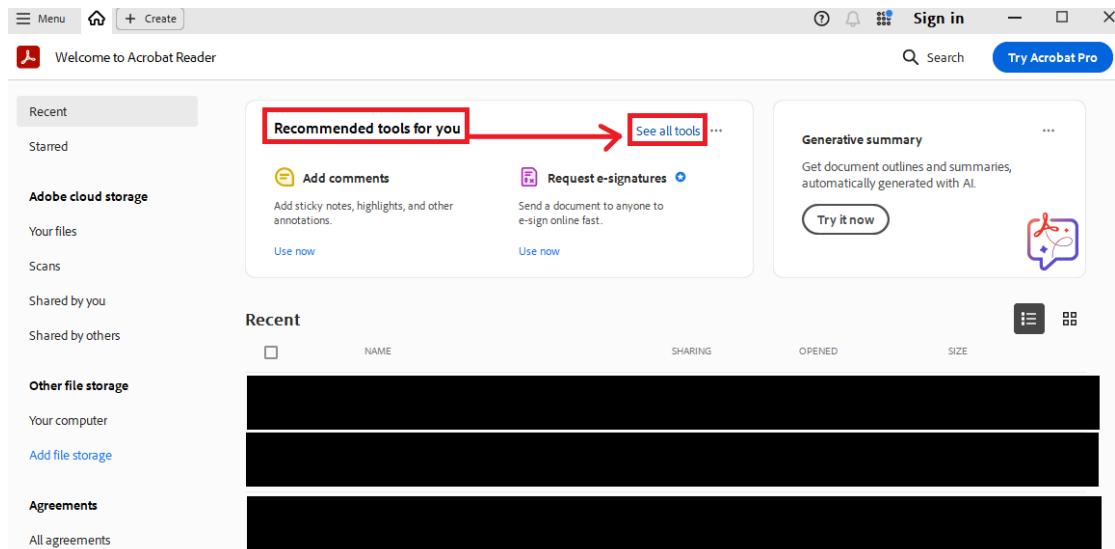 Menu
+ Create
Sign in
Welcome to Acrobat Reader
Search
Try Acrobat Pro
Recent
Starred
Adobe cloud storage
Your files
Scans
Shared by you
Shared by others
Other file storage
Your computer
Add file storage
Agreements
All agreements
Recommended tools for you
See all tools
Add comments
Add sticky notes, highlights, and other
annotations.
Use now
Request e-signatures
Send a document to anyone to
e-sign online fast.
Use now
Generative summary
Get document outlines and summaries,
automatically generated with AI.
Try it now
Recent
NAME
SHARING
OPENED
SIZE